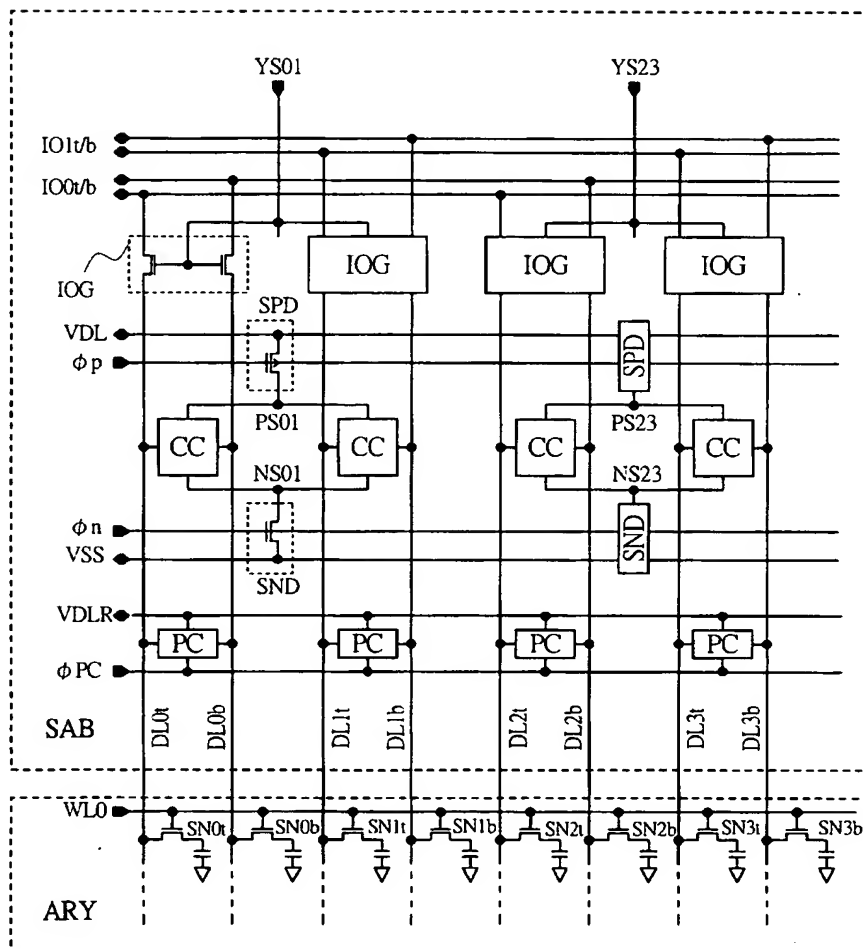 YS01 YS23
IO1t/b
IO0t/b
IOG IOG IOG
IOG
SPD
VDL
ϕp SPD
PS01 PS23
CC CC CC CC
NS01 NS23
ϕn SND
VSS
SND
VDLR
PC PC PC PC
ϕPC
DL0t DL0b DL1t DL1b DL2t DL2b DL3t DL3b
SAB
WL0
SN0t SN0b SN1t SN1b SN2t SN2b SN3t SN3b
ARY